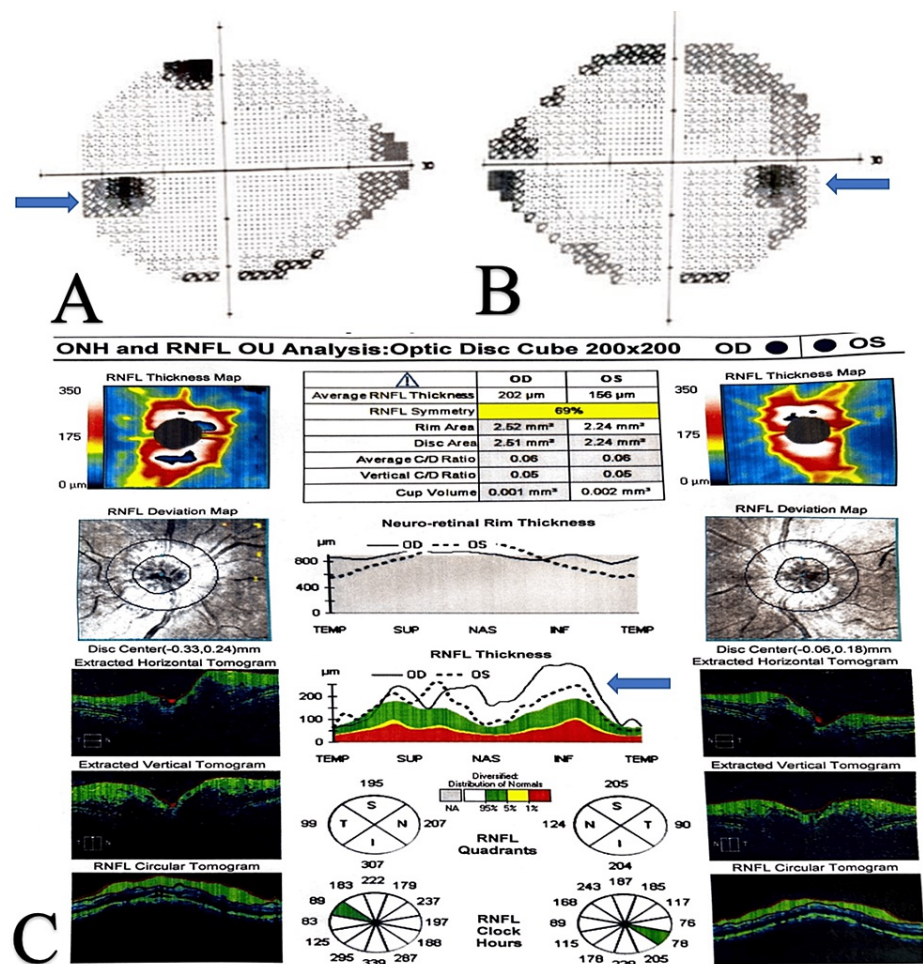 30
30
A
B
ONH and RNFL OU Analysis:Optic Disc Cube 200x200 OD OS
RNFL Thickness Map
350
175
0 µm
OD OS
Average RNFL Thickness 202 µm 156 µm
RNFL Symmetry 69%
Rim Area 2.52 mm² 2.24 mm²
Disc Area 2.51 mm² 2.24 mm²
Average C/D Ratio 0.06 0.06
Vertical C/D Ratio 0.05 0.05
Cup Volume 0.001 mm³ 0.002 mm³
RNFL Thickness Map
350
175
0 µm
RNFL Deviation Map
Neuro-retinal Rim Thickness
µm OD OS
800
400
0
TEMP SUP NAS INF TEMP
RNFL Deviation Map
Disc Center(-0.33,0.24)mm
Disc Center(-0.06,0.18)mm
Extracted Horizontal Tomogram
RNFL Thickness
µm OD OS
200
100
0
TEMP SUP NAS INF TEMP
Extracted Horizontal Tomogram
N T
Extracted Vertical Tomogram
Diversified:
Distribution of Normals
NA 95% 5% 1%
195
99 S T N I 207
307
RNFL
Quadrants
205
124 S N T I 90
204
Extracted Vertical Tomogram
RNFL Circular Tomogram
222
183 179
89 237
83 197
125 188
295 287
339
RNFL
Clock
Hours
187
243 185
168 117
89 76
115 78
178 205
RNFL Circular Tomogram
C